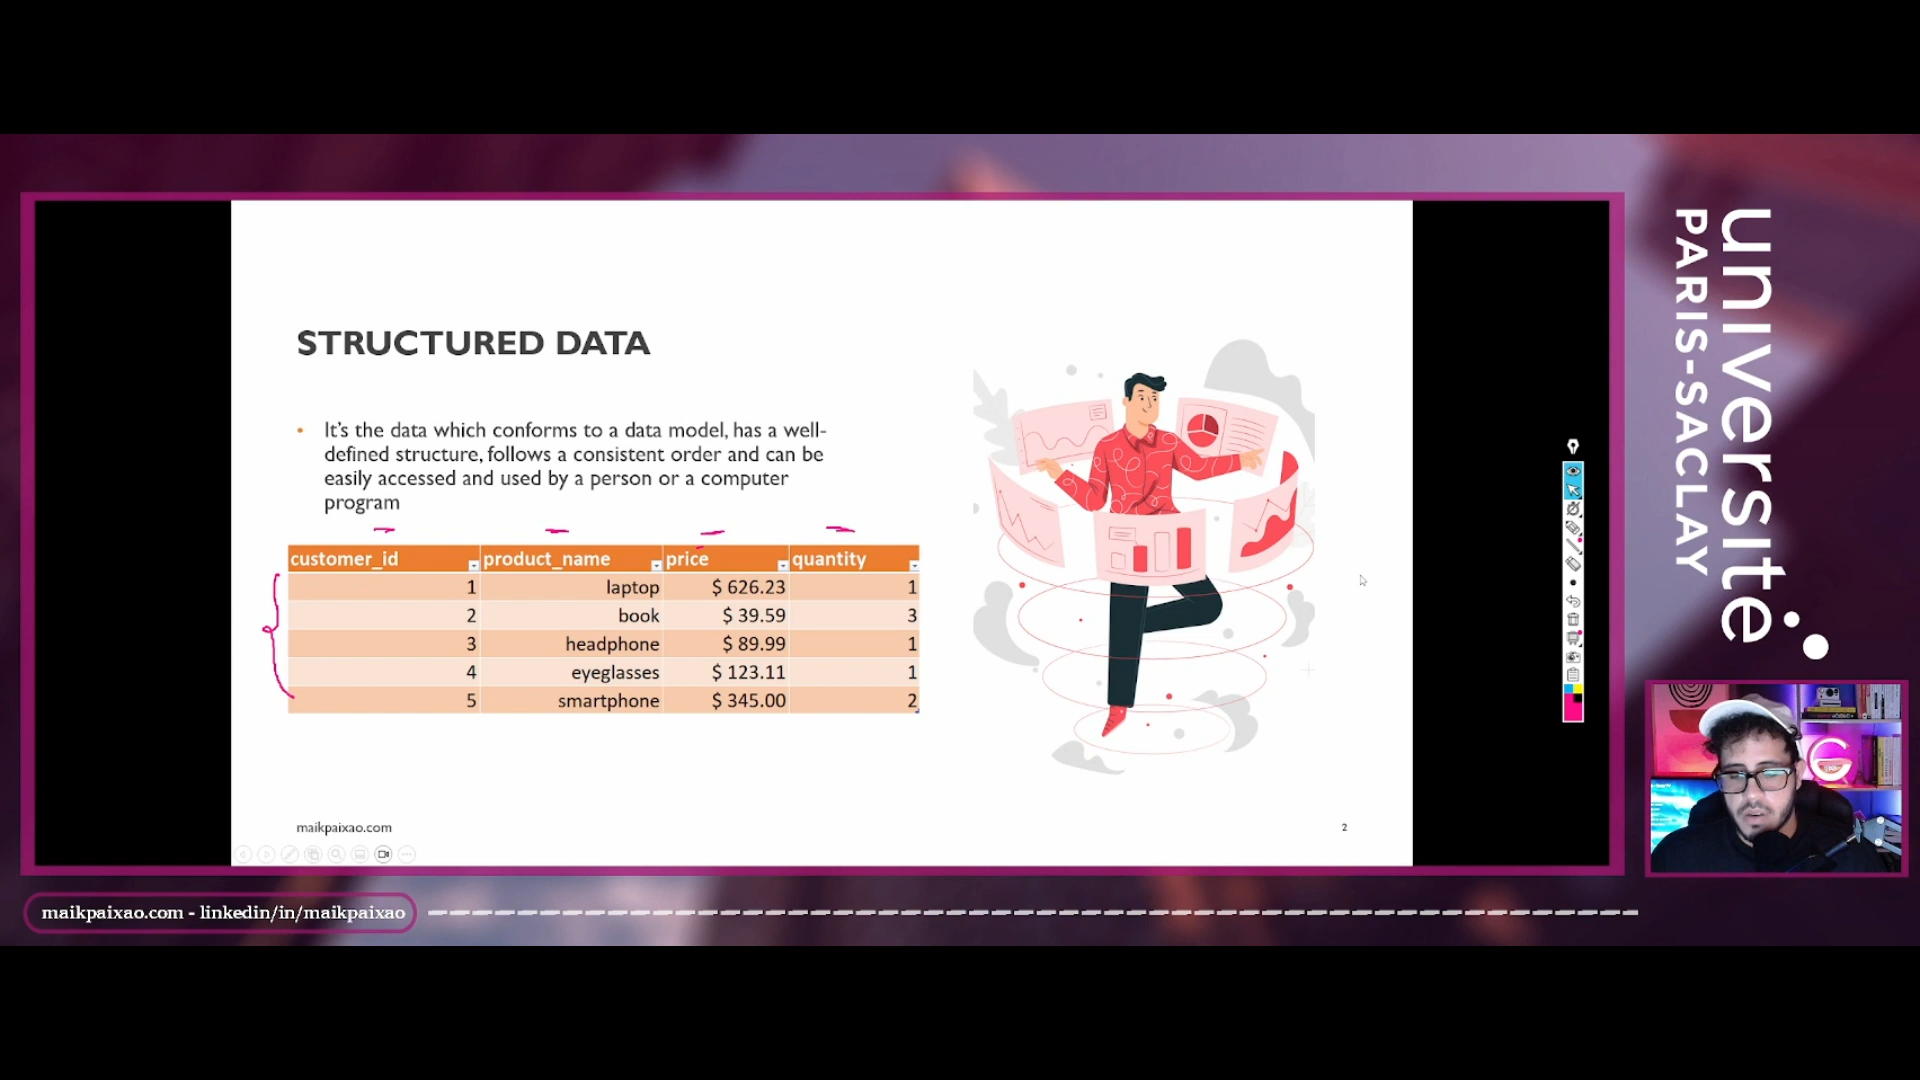 STRUCTURED DATA
• It's the data which conforms to a data model, has a well-
defined structure, follows a consistent order and can be
easily accessed and used by a person or a computer
program
customer_id product_name price quantity
1 laptop $ 626.23 1
2 book $ 39.59 3
3 headphone $ 89.99 1
4 eyeglasses $ 123.11 1
5 smartphone $ 345.00 2
maikpaixao.com
2
universite
PARIS-SACLAY
maikpaixao.com - linkedin/in/maikpaixao